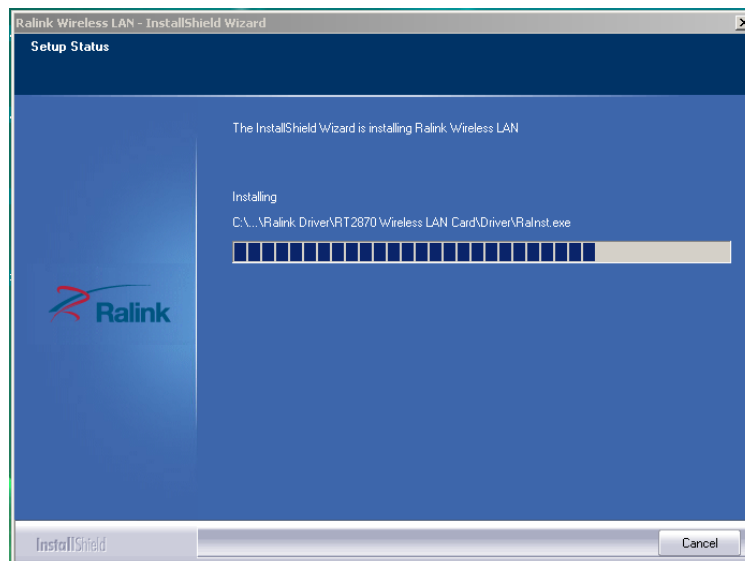 Ralink Wireless LAN - InstallShield Wizard
Setup Status
The InstallShield Wizard is installing Ralink Wireless LAN
Installing
C:\...\Ralink Driver\RT2870 Wireless LAN Card\Driver\RaInst.exe
Ralink
InstallShield
Cancel